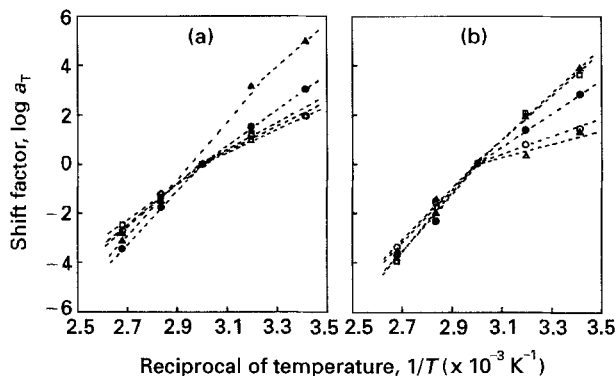 (a) (b)
6
4
2
0
−2
−4
−6
Shift factor, log aT
2.5 2.7 2.9 3.1 3.3 2.5 2.7 2.9 3.1 3.3 3.5
Reciprocal of temperature, 1/T (x 10⁻³ K⁻¹)